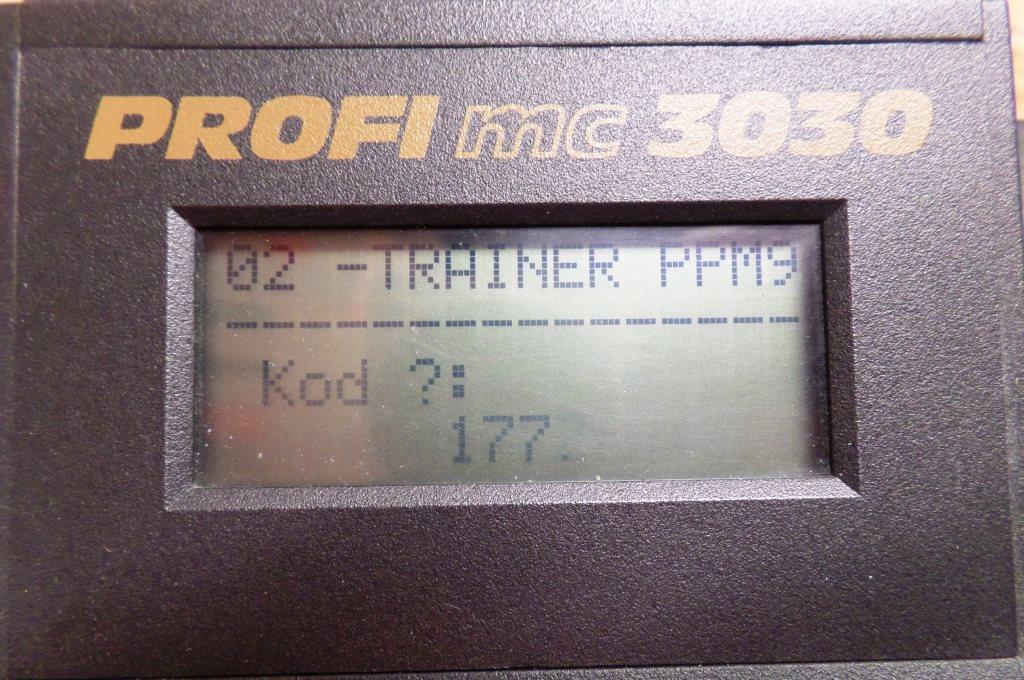 PROFI mc 3030
02 -TRAINER PPM9
----------------
Kod ?:
177.